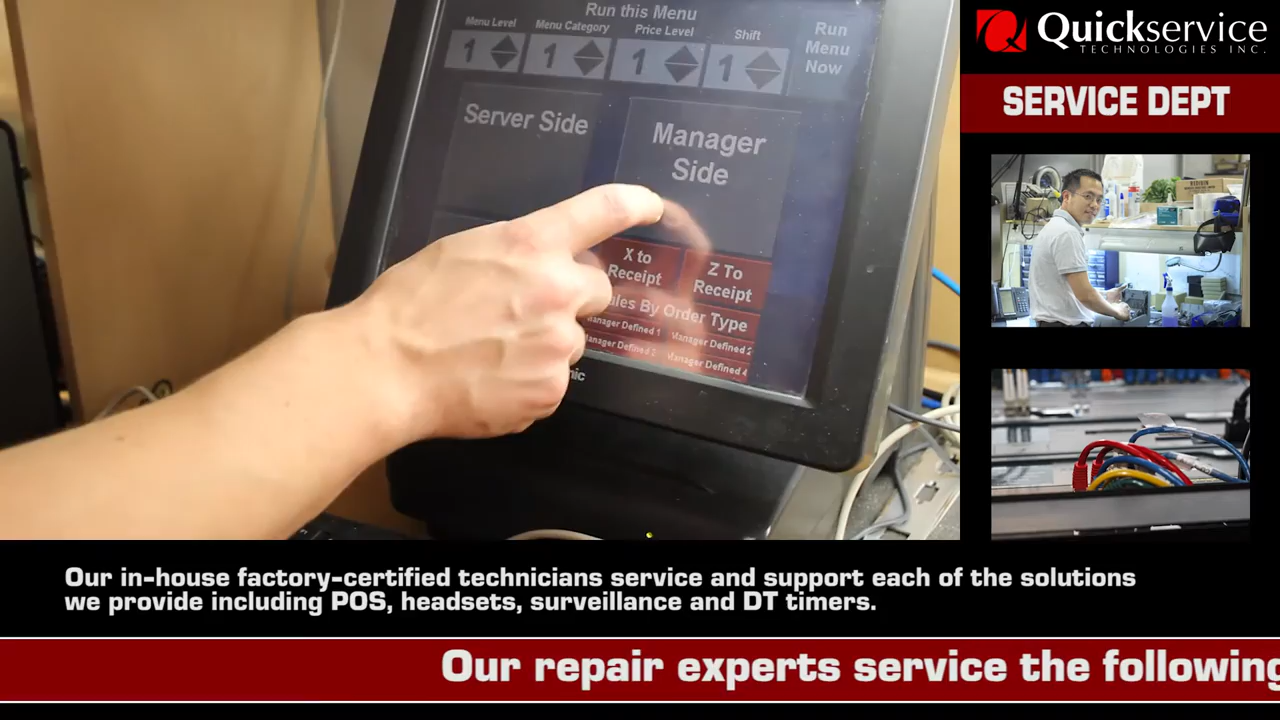 Run this Menu
Menu Level
Menu Category
Price Level
Shift
Run
Menu
Now
1
1
1
1
Server Side
Manager
Side
X to
Receipt
Z To
Receipt
By Order Type
Manager Defined 1
Manager Defined 2
Manager Defined 4
Quickservice
TECHNOLOGIES INC.
SERVICE DEPT
Our in-house factory-certified technicians service and support each of the solutions
we provide including POS, headsets, surveillance and DT timers.
Our repair experts service the following